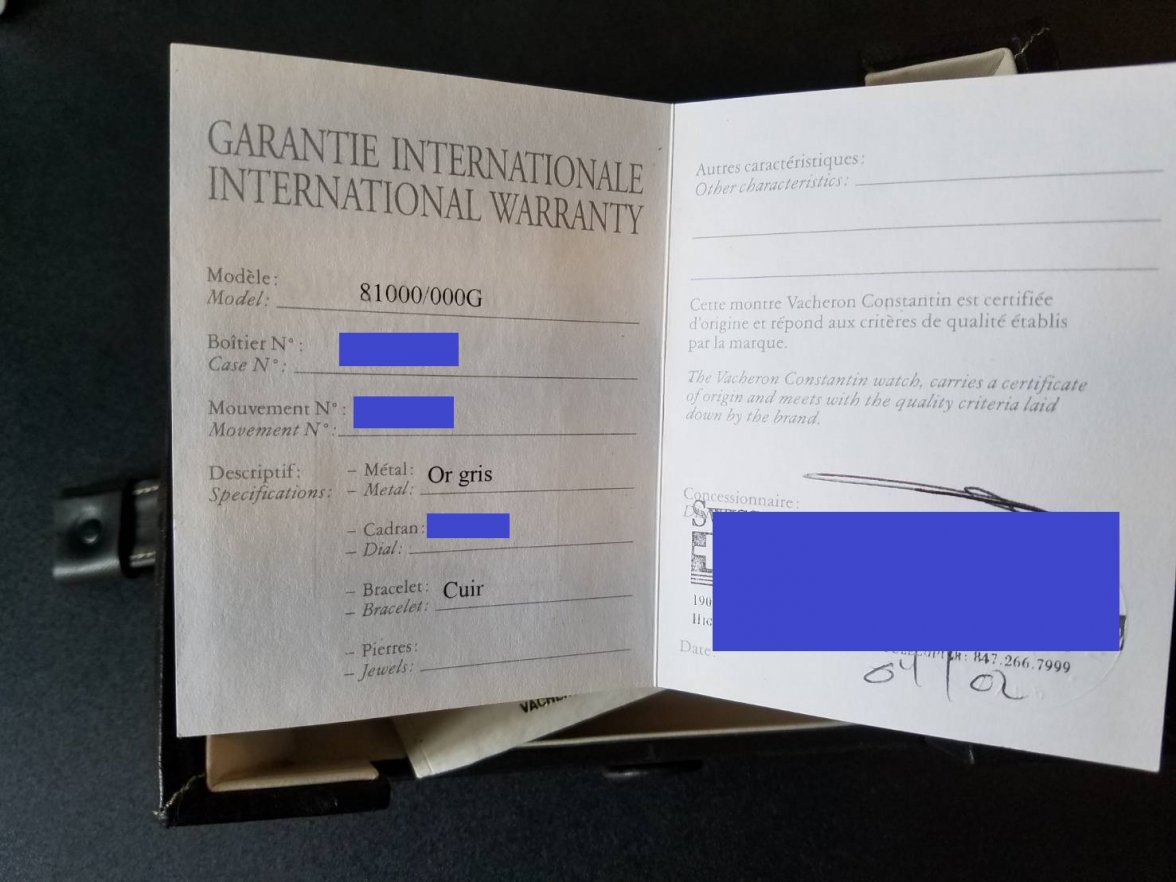 GARANTIE INTERNATIONALE
INTERNATIONAL WARRANTY
Modèle:
Model: 81000/000G
Boîtier N°:
Case N°:
Mouvement N°:
Movement N°:
Descriptif: – Métal: Or gris
Specifications: – Metal:
– Cadran:
– Dial:
– Bracelet: Cuir
– Bracelet:
– Pierres:
– Jewels:
Autres caractéristiques:
Other characteristics:
Cette montre Vacheron Constantin est certifiée
d'origine et répond aux critères de qualité établis
par la marque.
The Vacheron Constantin watch, carries a certificate
of origin and meets with the quality criteria laid
down by the brand.
Concessionnaire:
190
Date:
847.266.7999
04/02